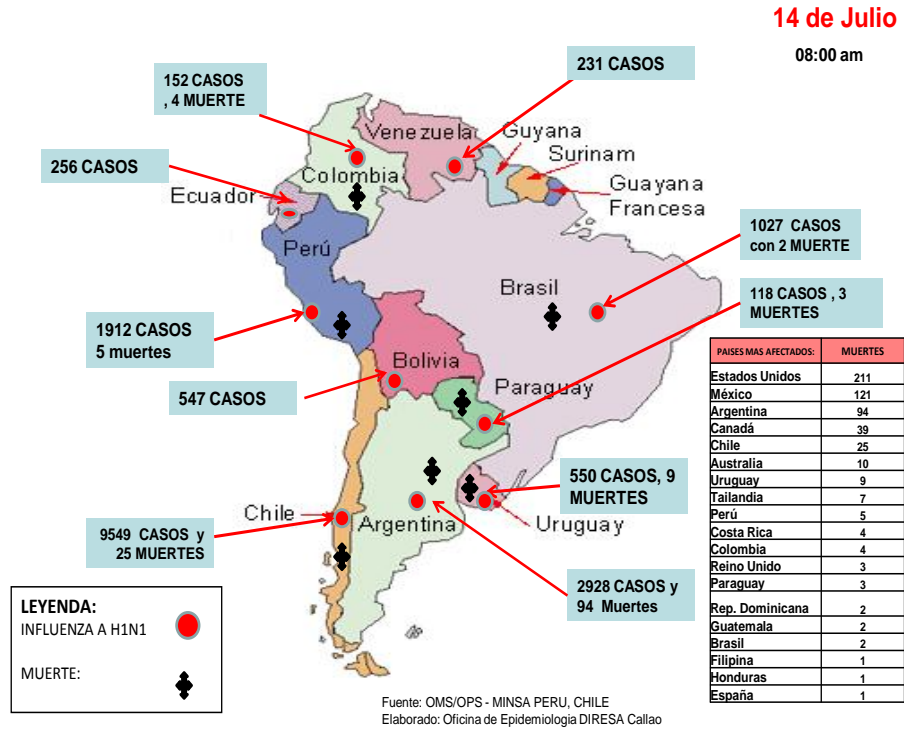 14 de Julio
08:00 am
152 CASOS
, 4 MUERTE
231 CASOS
256 CASOS
Venezuela
Guyana
Surinam
Guayana
Francesa
Colombia
Ecuador
Perú
Brasil
1027 CASOS
con 2 MUERTE
118 CASOS , 3
MUERTES
1912 CASOS
5 muertes
Bolivia
547 CASOS
Paraguay
550 CASOS, 9
MUERTES
Chile
Argentina
Uruguay
9549 CASOS y
25 MUERTES
2928 CASOS y
94 Muertes
PAISES MAS AFECTADOS: MUERTES
Estados Unidos 211
México 121
Argentina 94
Canadá 39
Chile 25
Australia 10
Uruguay 9
Tailandia 7
Perú 5
Costa Rica 4
Colombia 4
Reino Unido 3
Paraguay 3
Rep. Dominicana 2
Guatemala 2
Brasil 2
Filipina 1
Honduras 1
España 1
LEYENDA:
INFLUENZA A H1N1
MUERTE:
Fuente: OMS/OPS - MINSA PERU, CHILE
Elaborado: Oficina de Epidemiologia DIRESA Callao